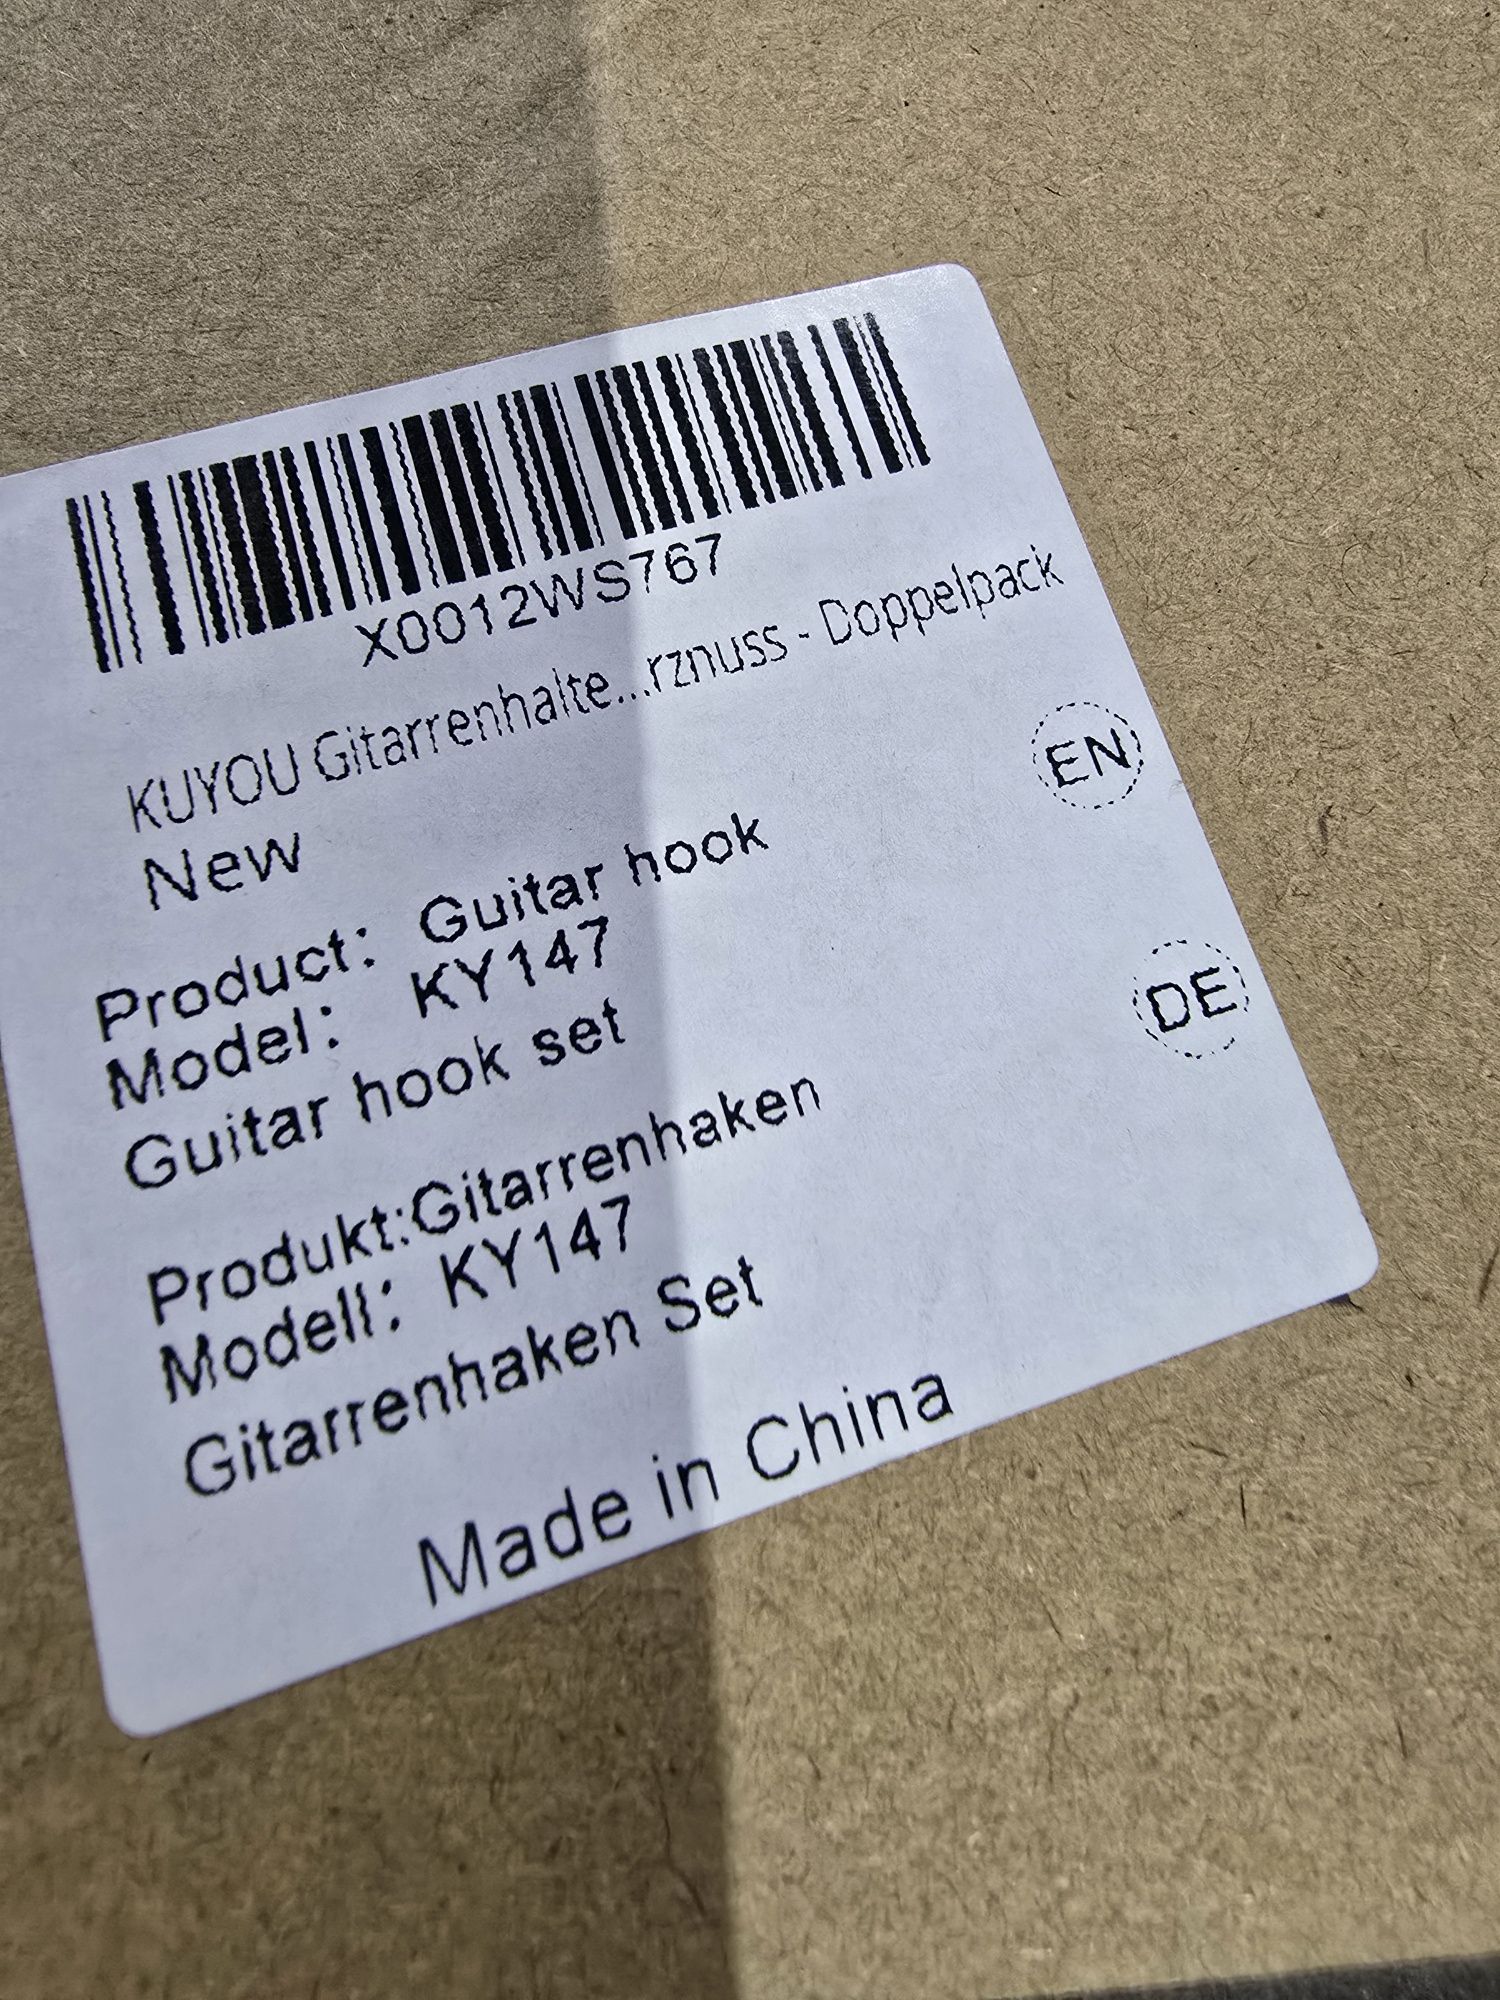 X0012WS767
KUYOU Gitarrenhalte...rznuss - Doppelpack
New
EN
Product: Guitar hook
Model: KY147
Guitar hook set
DE
Produkt:Gitarrenhaken
Modell: KY147
Gitarrenhaken Set
Made in China